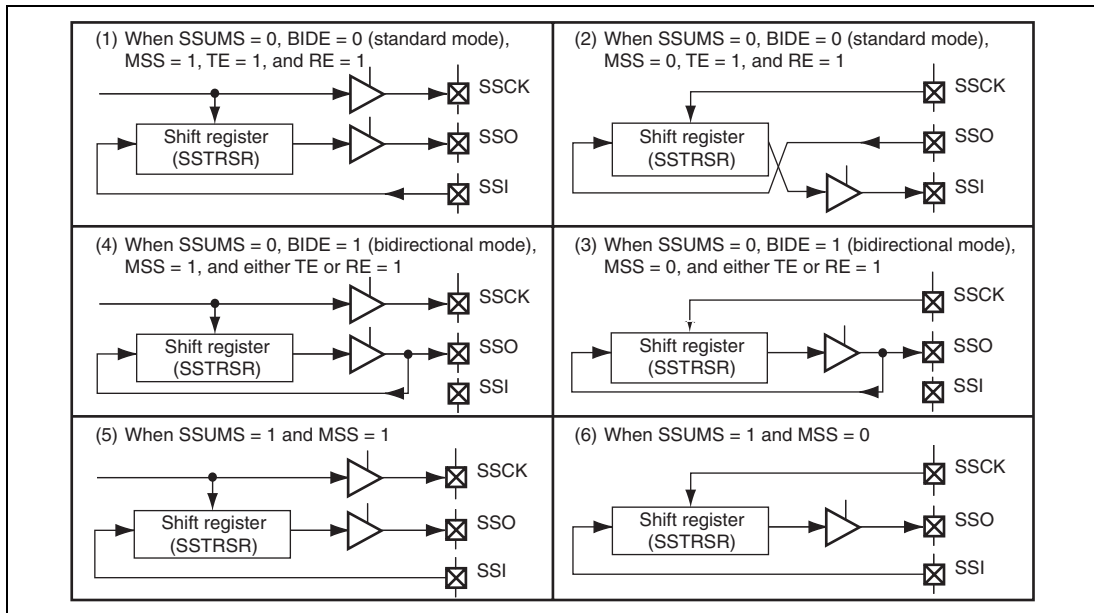 (1) When SSUMS = 0, BIDE = 0 (standard mode),
MSS = 1, TE = 1, and RE = 1
SSCK
Shift register
(SSTRSR)
SSO
SSI
(2) When SSUMS = 0, BIDE = 0 (standard mode),
MSS = 0, TE = 1, and RE = 1
SSCK
Shift register
(SSTRSR)
SSO
SSI
(4) When SSUMS = 0, BIDE = 1 (bidirectional mode),
MSS = 1, and either TE or RE = 1
SSCK
Shift register
(SSTRSR)
SSO
SSI
(3) When SSUMS = 0, BIDE = 1 (bidirectional mode),
MSS = 0, and either TE or RE = 1
SSCK
Shift register
(SSTRSR)
SSO
SSI
(5) When SSUMS = 1 and MSS = 1
SSCK
Shift register
(SSTRSR)
SSO
SSI
(6) When SSUMS = 1 and MSS = 0
SSCK
Shift register
(SSTRSR)
SSO
SSI